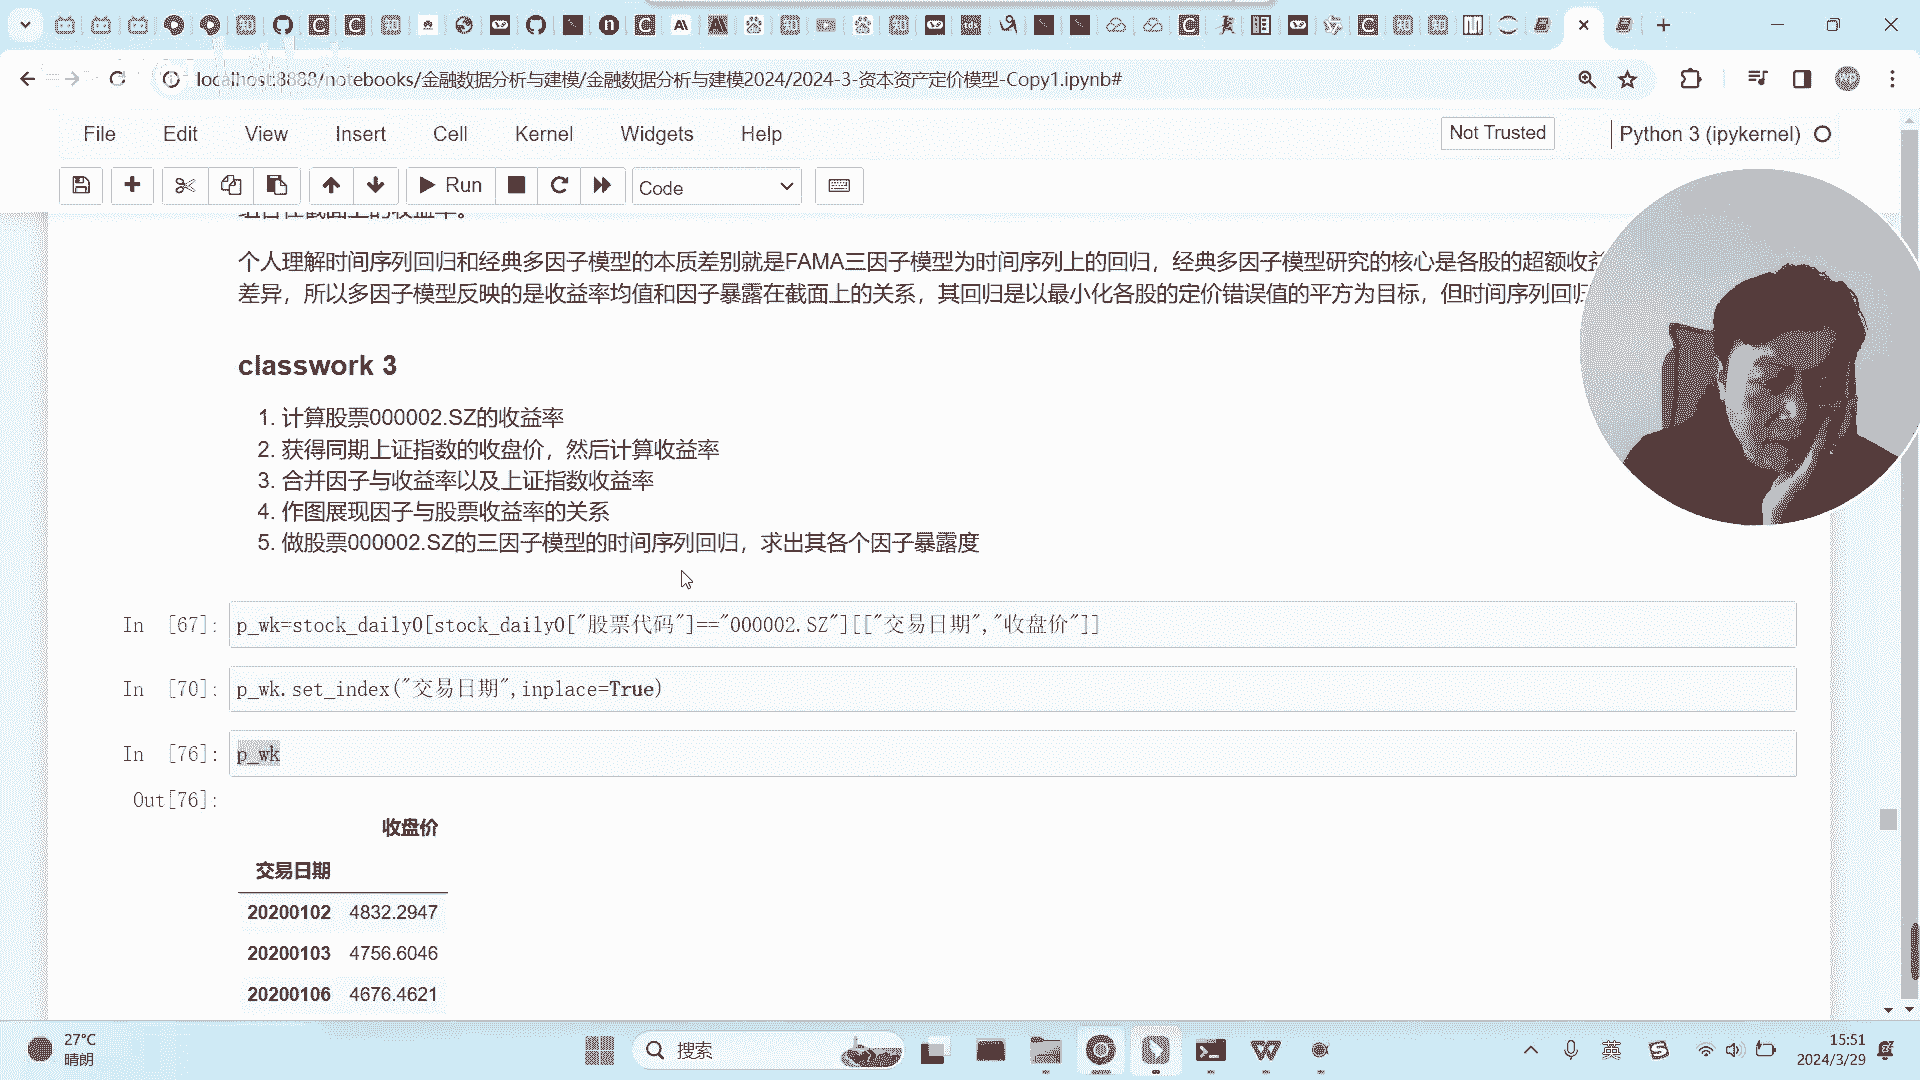 localhost:8888/notebooks/金融数据分析与建模/金融数据分析与建模2024/2024-3-资本资产定价模型-Copy1.ipynb#
File Edit View Insert Cell Kernel Widgets Help Not Trusted Python 3 (ipykernel)
Run Code
组合在截面上的收益率。
个人理解时间序列回归和经典多因子模型的本质差别就是FAMA三因子模型为时间序列上的回归，经典多因子模型研究的核心是各股的超额收益
差异，所以多因子模型反映的是收益率均值和因子暴露在截面上的关系，其回归是以最小化各股的定价错误值的平方为目标，但时间序列回归
classwork 3
1. 计算股票000002.SZ的收益率
2. 获得同期上证指数的收盘价，然后计算收益率
3. 合并因子与收益率以及上证指数收益率
4. 作图展现因子与股票收益率的关系
5. 做股票000002.SZ的三因子模型的时间序列回归，求出其各个因子暴露度
In [67]: p_wk=stock_daily0[stock_daily0["股票代码"]=="000002.SZ"][["交易日期","收盘价"]]
In [70]: p_wk.set_index("交易日期",inplace=True)
In [76]: p_wk
Out[76]:
收盘价
交易日期
20200102 4832.2947
20200103 4756.6046
20200106 4676.4621
27°C
晴朗
搜索
英
15:51
2024/3/29